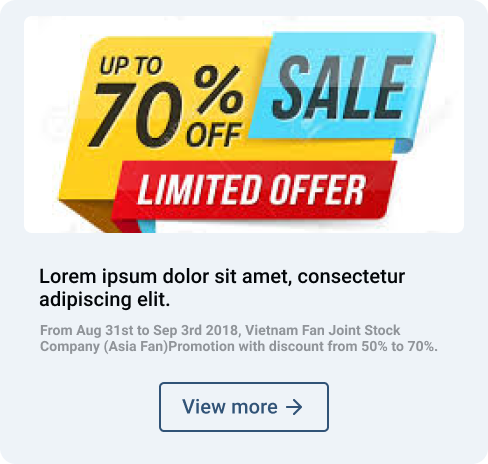 UP TO
70% OFF
SALE
LIMITED OFFER
Lorem ipsum dolor sit amet, consectetur
adipiscing elit.
From Aug 31st to Sep 3rd 2018, Vietnam Fan Joint Stock
Company (Asia Fan)Promotion with discount from 50% to 70%.
View more →